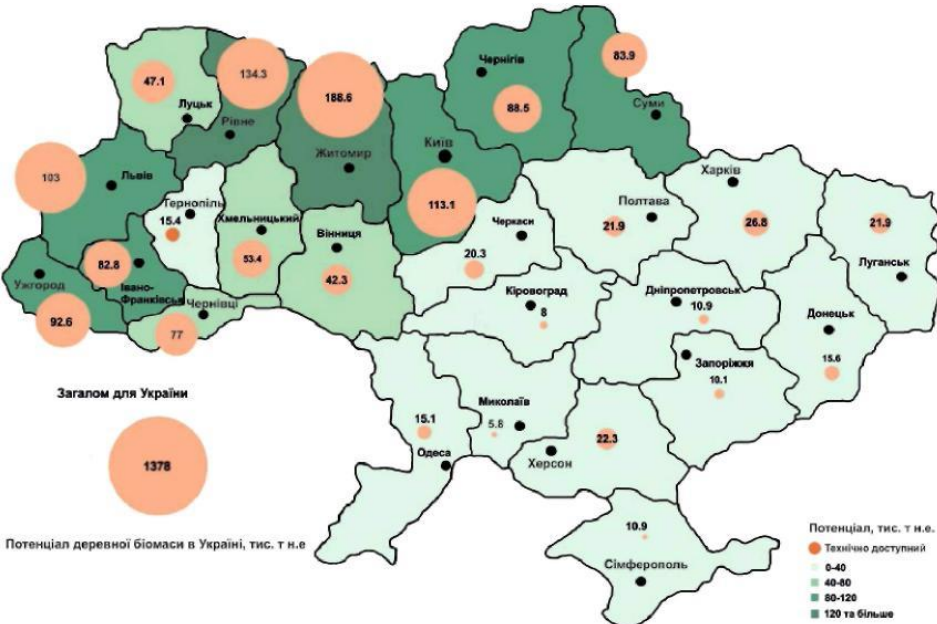 47.1
Луцьк
134.3
Рівне
188.6
Житомир
Київ
113.1
Чернігів
88.5
83.9
Суми
103
Львів
Тернопіль
15.4
Хмельницький
53.4
Вінниця
42.3
Черкаси
20.3
Полтава
21.9
Харків
26.8
21.9
Луганськ
Ужгород
92.6
82.8
Івано-
Франківськ
Чернівці
77
Кіровоград
8
Дніпропетровськ
10.9
Донецьк
15.6
Запоріжжя
10.1
Миколаїв
5.8
15.1
Одеса
22.3
Херсон
10.9
Сімферополь
Загалом для України
1378
Потенціал деревної біомаси в Україні, тис. т н.е
Потенціал, тис. т н.е.
Технічно доступний
0-40
40-80
80-120
120 та більше